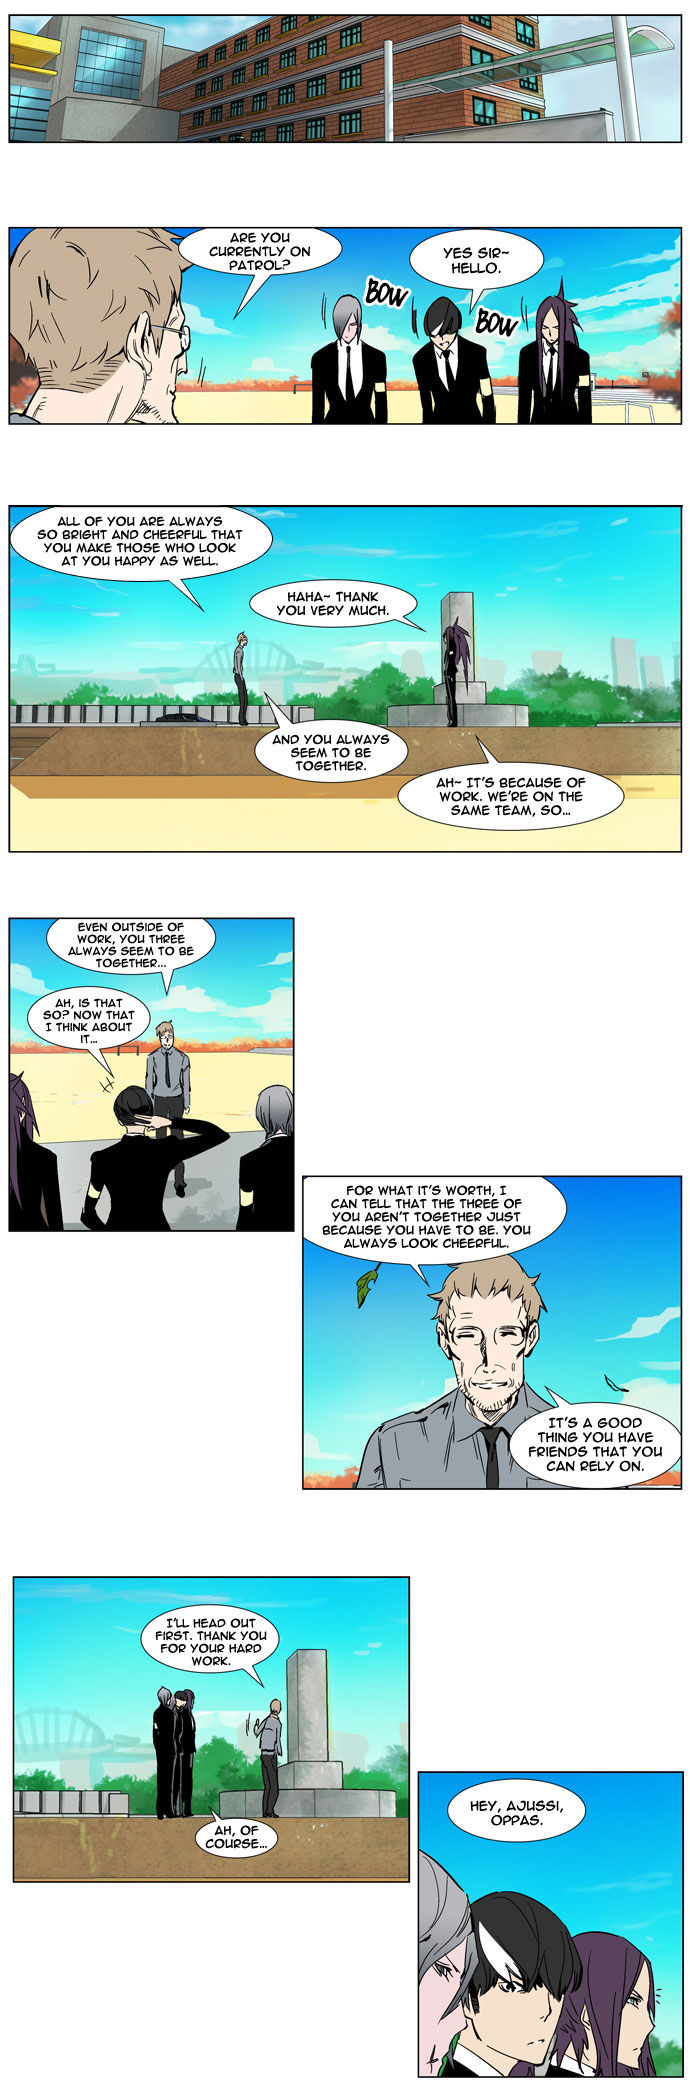 ARE YOU
CURRENTLY ON
PATROL?
BOW
YES SIR~
HELLO.
BOW
ALL OF YOU ARE ALWAYS
SO BRIGHT AND CHEERFUL THAT
YOU MAKE THOSE WHO LOOK
AT YOU HAPPY AS WELL.
HAHA~ THANK
YOU VERY MUCH.
AND YOU ALWAYS
SEEM TO BE
TOGETHER.
AH~ IT'S BECAUSE OF
WORK. WE'RE ON THE
SAME TEAM, SO...
EVEN OUTSIDE OF
WORK, YOU THREE
ALWAYS SEEM TO BE
TOGETHER...
AH, IS THAT
SO? NOW THAT
I THINK ABOUT
IT...
FOR WHAT IT'S WORTH, I
CAN TELL THAT THE THREE OF
YOU AREN'T TOGETHER JUST
BECAUSE YOU HAVE TO BE. YOU
ALWAYS LOOK CHEERFUL.
IT'S A GOOD
THING YOU HAVE
FRIENDS THAT YOU
CAN RELY ON.
I'LL HEAD OUT
FIRST. THANK YOU
FOR YOUR HARD
WORK.
AH, OF
COURSE...
HEY, AJUSSI,
OPPAS.